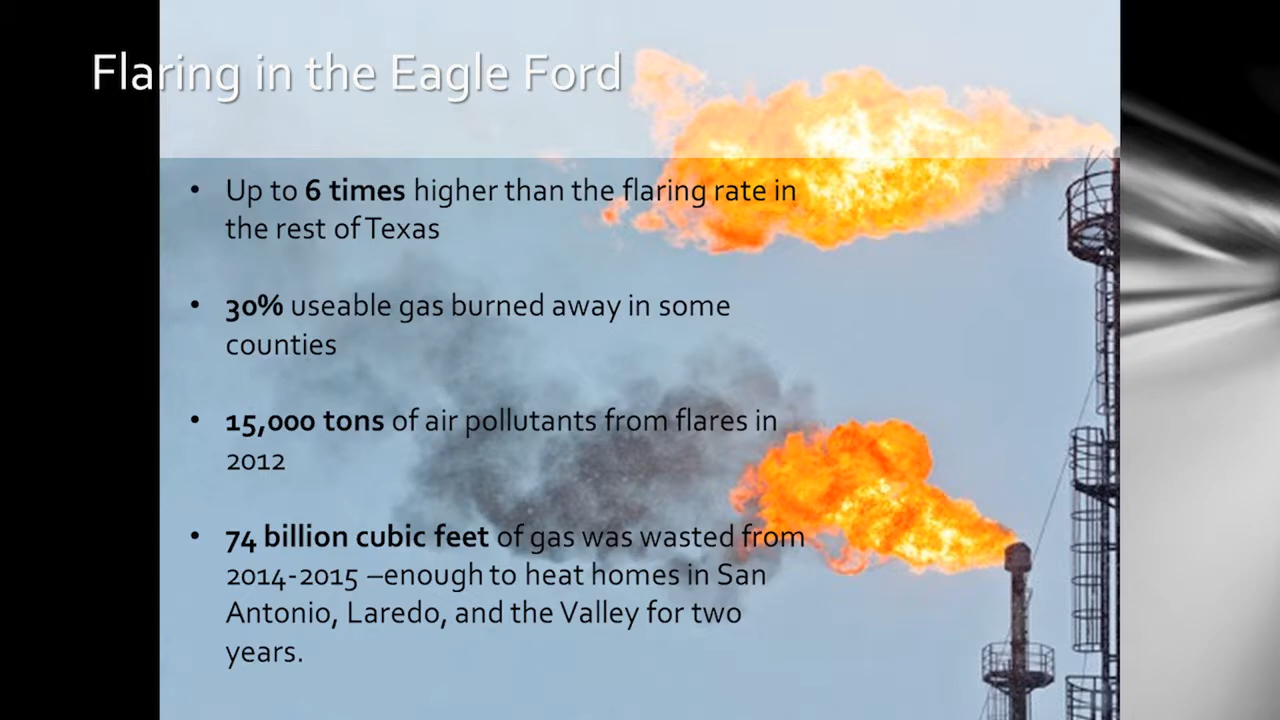 Flaring in the Eagle Ford
• Up to 6 times higher than the flaring rate in
the rest of Texas
• 30% useable gas burned away in some
counties
• 15,000 tons of air pollutants from flares in
2012
• 74 billion cubic feet of gas was wasted from
2014-2015 –enough to heat homes in San
Antonio, Laredo, and the Valley for two
years.